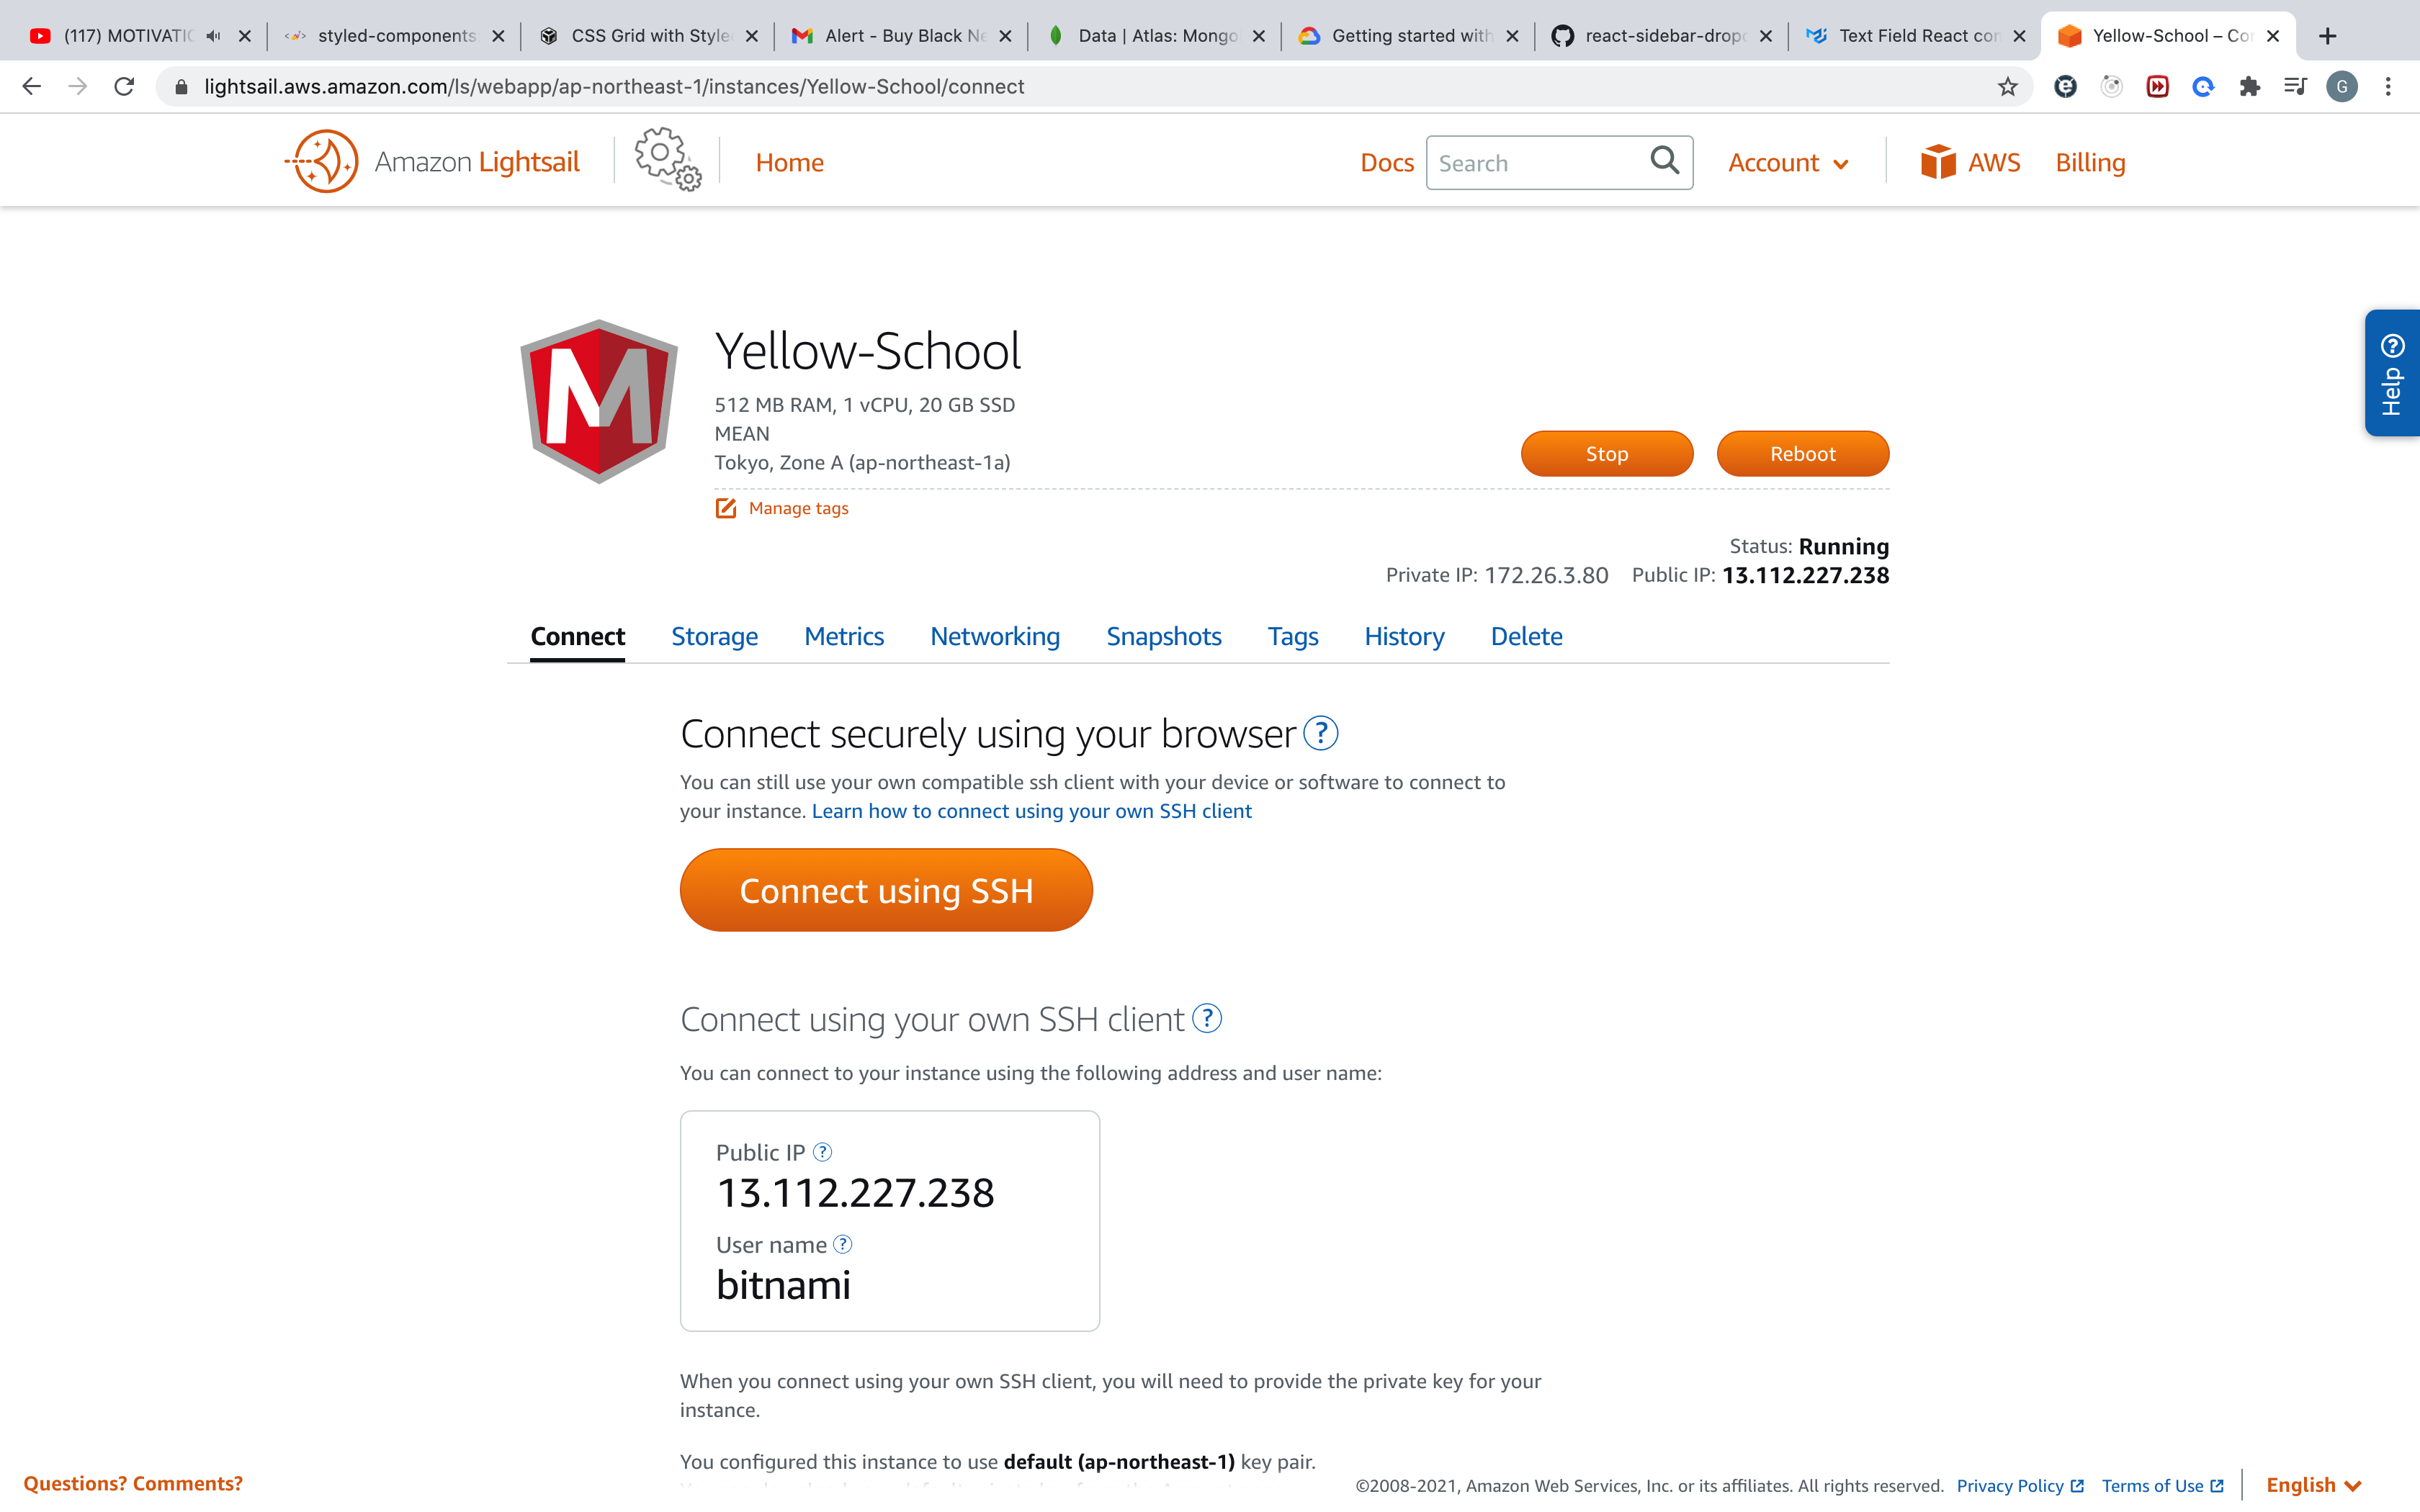 (117) MOTIVATIO
styled-components
CSS Grid with Style
Alert - Buy Black Ne
Data | Atlas: Mongo
Getting started with
react-sidebar-drop
Text Field React con
Yellow-School – Co
lightsail.aws.amazon.com/ls/webapp/ap-northeast-1/instances/Yellow-School/connect
G
Amazon Lightsail
Home
Docs
Search
Account
AWS
Billing
Help
M
Yellow-School
512 MB RAM, 1 vCPU, 20 GB SSD
MEAN
Tokyo, Zone A (ap-northeast-1a)
Stop
Reboot
Manage tags
Status: Running
Private IP: 172.26.3.80 Public IP: 13.112.227.238
Connect Storage Metrics Networking Snapshots Tags History Delete
Connect securely using your browser ?
You can still use your own compatible ssh client with your device or software to connect to
your instance. Learn how to connect using your own SSH client
Connect using SSH
Connect using your own SSH client ?
You can connect to your instance using the following address and user name:
Public IP ?
13.112.227.238
User name ?
bitnami
When you connect using your own SSH client, you will need to provide the private key for your
instance.
You configured this instance to use default (ap-northeast-1) key pair.
Questions? Comments?
©2008-2021, Amazon Web Services, Inc. or its affiliates. All rights reserved. Privacy Policy Terms of Use
English